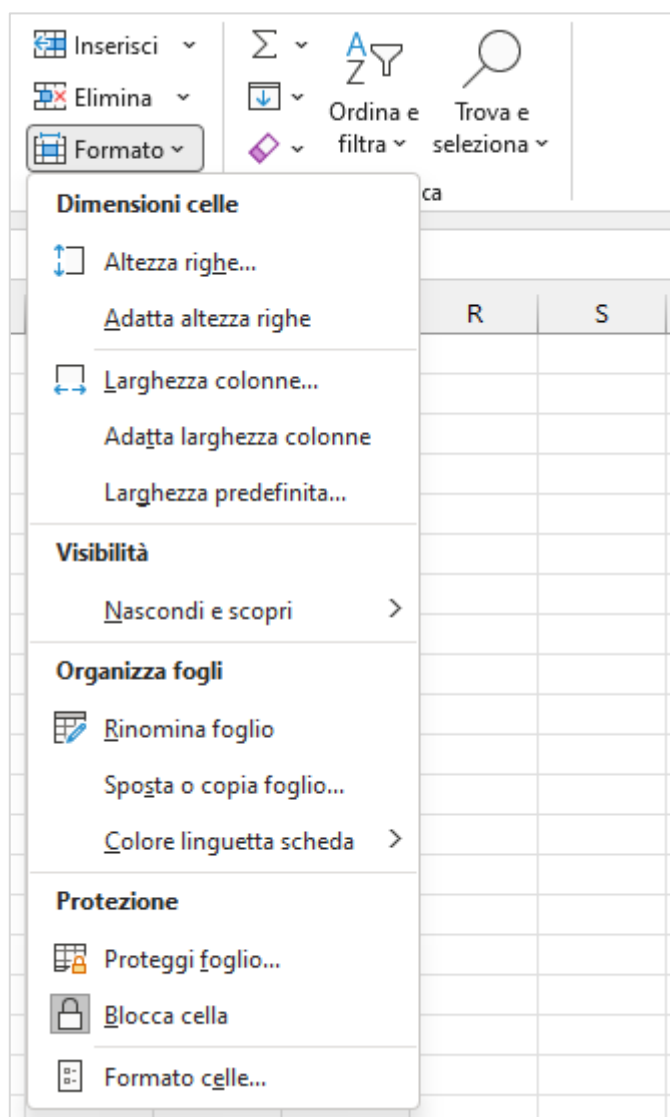 Inserisci
Elimina
Formato
Ordina e
filtra
Trova e
seleziona
ca
Dimensioni celle
Altezza righe...
Adatta altezza righe
Larghezza colonne...
Adatta larghezza colonne
Larghezza predefinita...
Visibilità
Nascondi e scopri
Organizza fogli
Rinomina foglio
Sposta o copia foglio...
Colore linguetta scheda
Protezione
Proteggi foglio...
Blocca cella
Formato celle...
R S